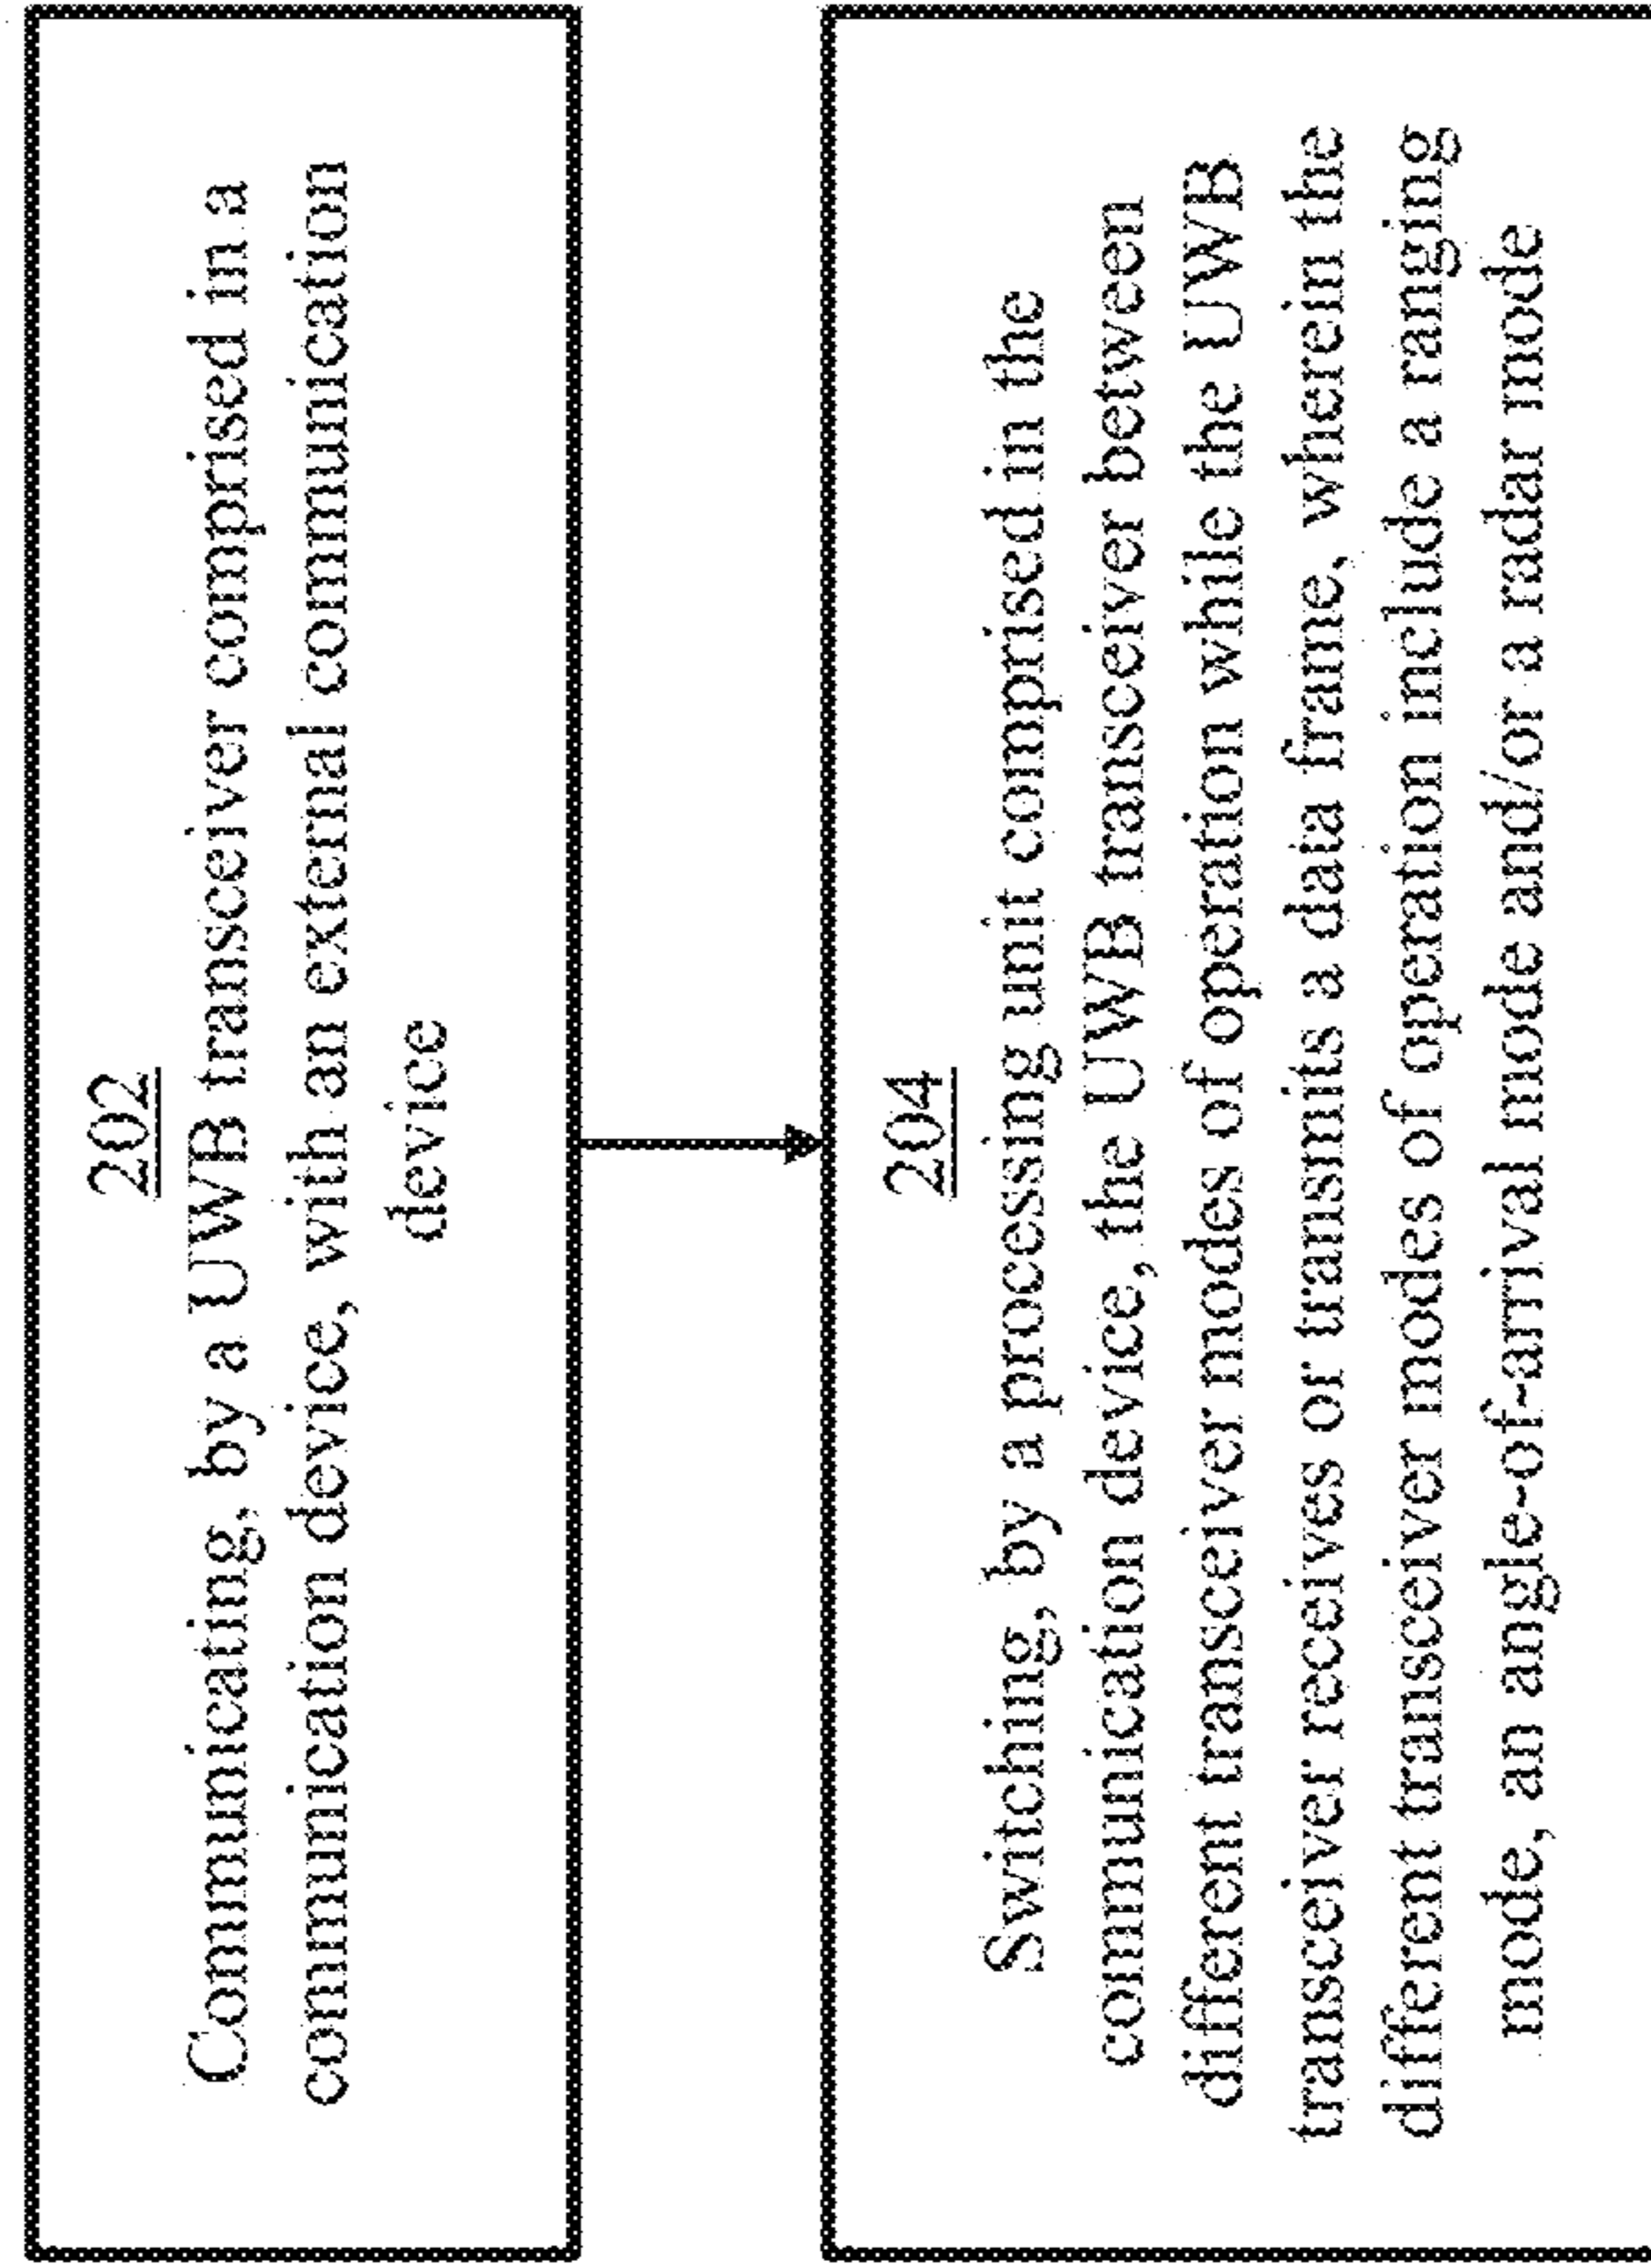 202
Communicating, by a UWB transceiver comprised in a
communication device, with an external communication
device
204
Switching, by a processing unit comprised in the
communication device, the UWB transceiver between
different transceiver modes of operation while the UWB
transceiver receives or transmits a data frame, wherein the
different transceiver modes of operation include a ranging
mode, an angle-of-arrival mode and/or a radar mode